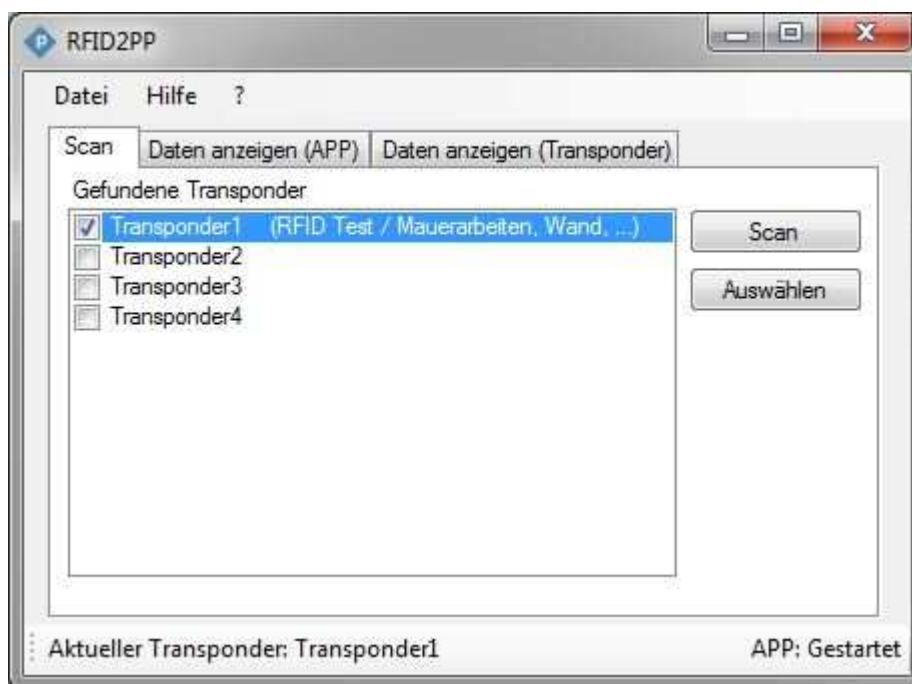 RFID2PP
Datei Hilfe ?
Scan Daten anzeigen (APP) Daten anzeigen (Transponder)
Gefundene Transponder
Transponder1 (RFID Test / Mauerarbeiten, Wand, ...)
Transponder2
Transponder3
Transponder4
Scan
Auswählen
Aktueller Transponder: Transponder1 APP: Gestartet